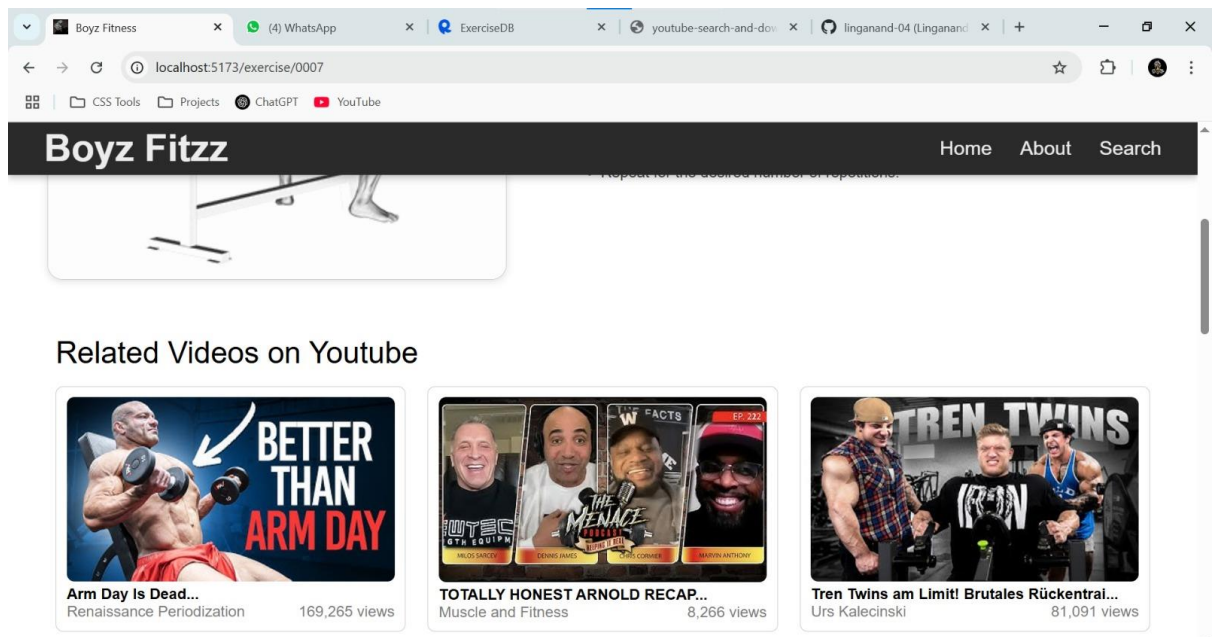 Boyz Fitness (4) WhatsApp ExerciseDB youtube-search-and-dow linganand-04 (Linganand
localhost:5173/exercise/0007
CSS Tools Projects ChatGPT YouTube
Boyz Fitzz Home About Search
Repeat for the desired number of repetitions.
Related Videos on Youtube
BETTER
THAN
ARM DAY
W FACTS EP. 222
THE
MENACE
PODCAST
KEEPING IT REAL
MILOS SARCEV DENNIS JAMES CHRIS CORMIER MARVIN ANTHONY
TREN TWINS
IRON
Arm Day Is Dead... TOTALLY HONEST ARNOLD RECAP... Tren Twins am Limit! Brutales Rückentrai...
Renaissance Periodization 169,265 views Muscle and Fitness 8,266 views Urs Kalecinski 81,091 views